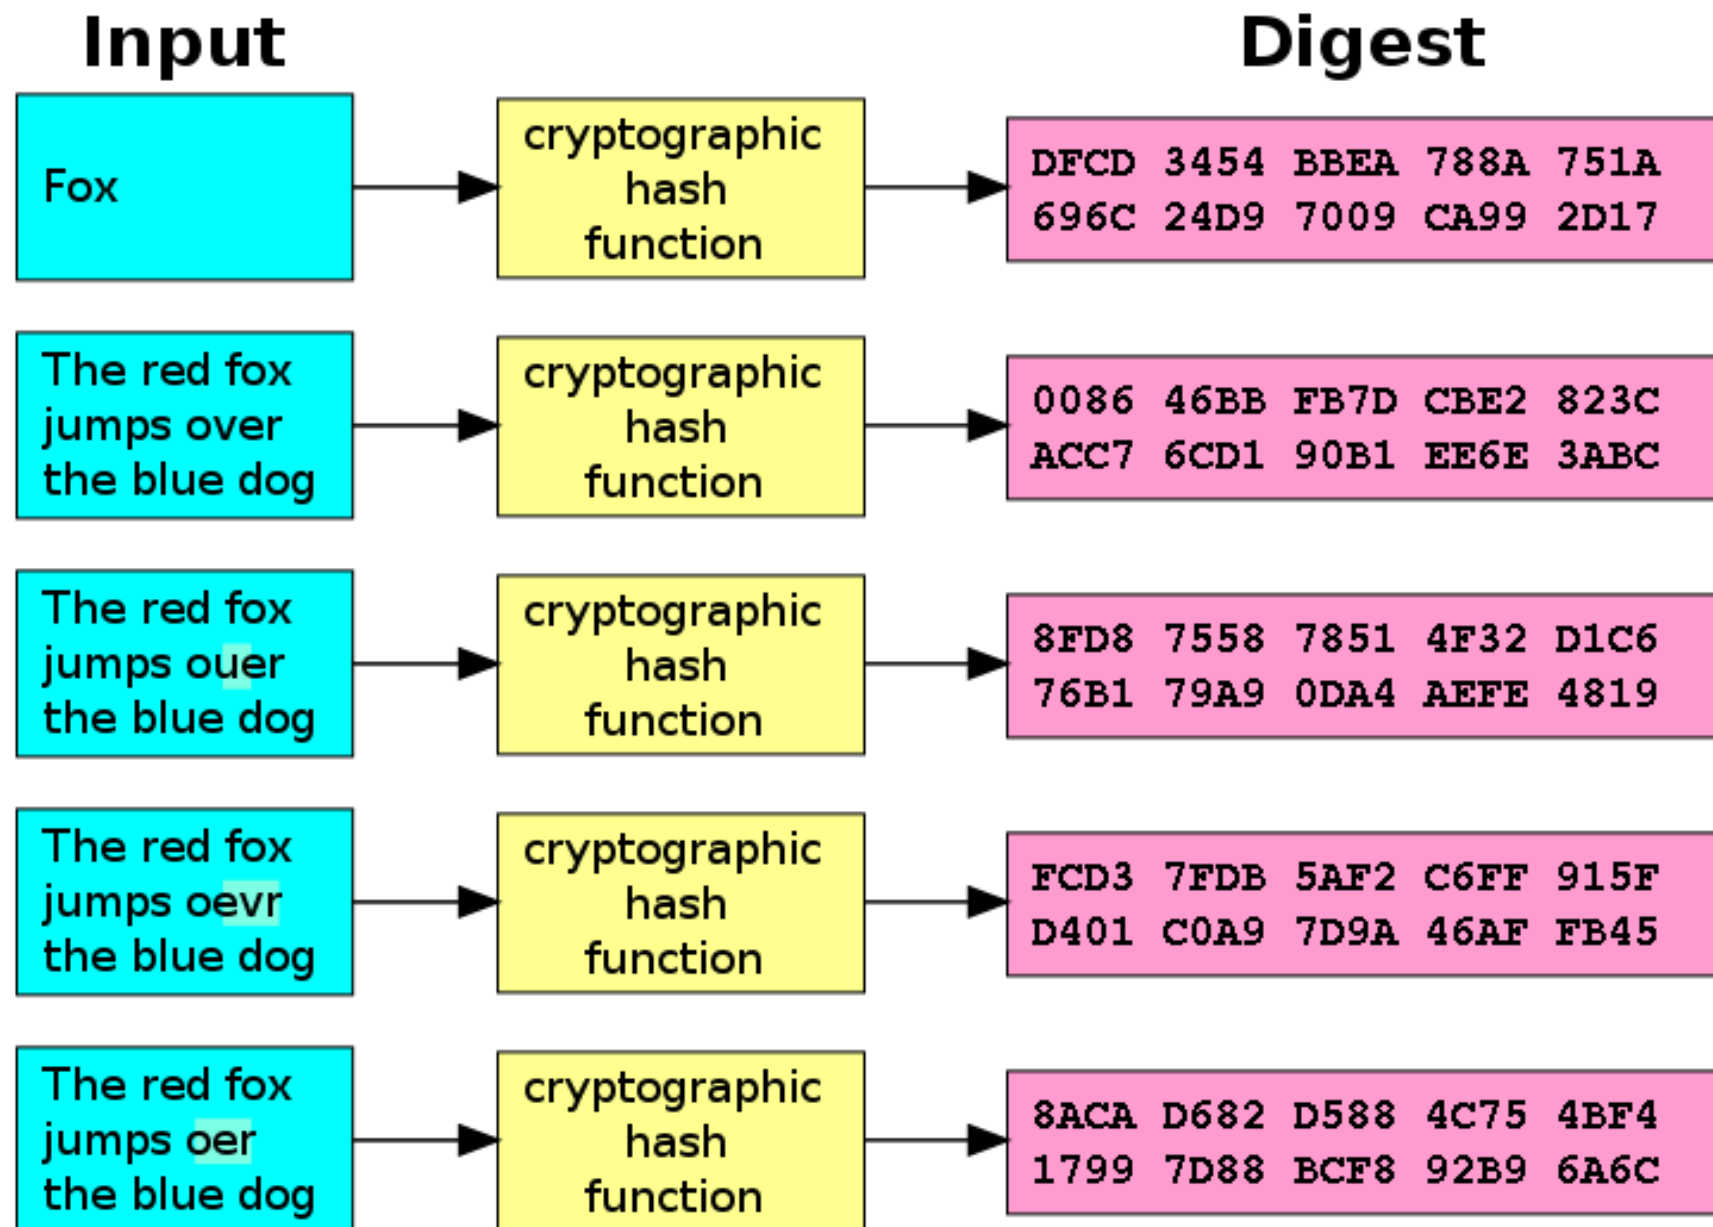 Input
Digest
Fox
cryptographic
hash
function
DFCD 3454 BBEA 788A 751A
696C 24D9 7009 CA99 2D17
The red fox
jumps over
the blue dog
cryptographic
hash
function
0086 46BB FB7D CBE2 823C
ACC7 6CD1 90B1 EE6E 3ABC
The red fox
jumps ouer
the blue dog
cryptographic
hash
function
8FD8 7558 7851 4F32 D1C6
76B1 79A9 0DA4 AEFE 4819
The red fox
jumps oevr
the blue dog
cryptographic
hash
function
FCD3 7FDB 5AF2 C6FF 915F
D401 C0A9 7D9A 46AF FB45
The red fox
jumps oer
the blue dog
cryptographic
hash
function
8ACA D682 D588 4C75 4BF4
1799 7D88 BCF8 92B9 6A6C